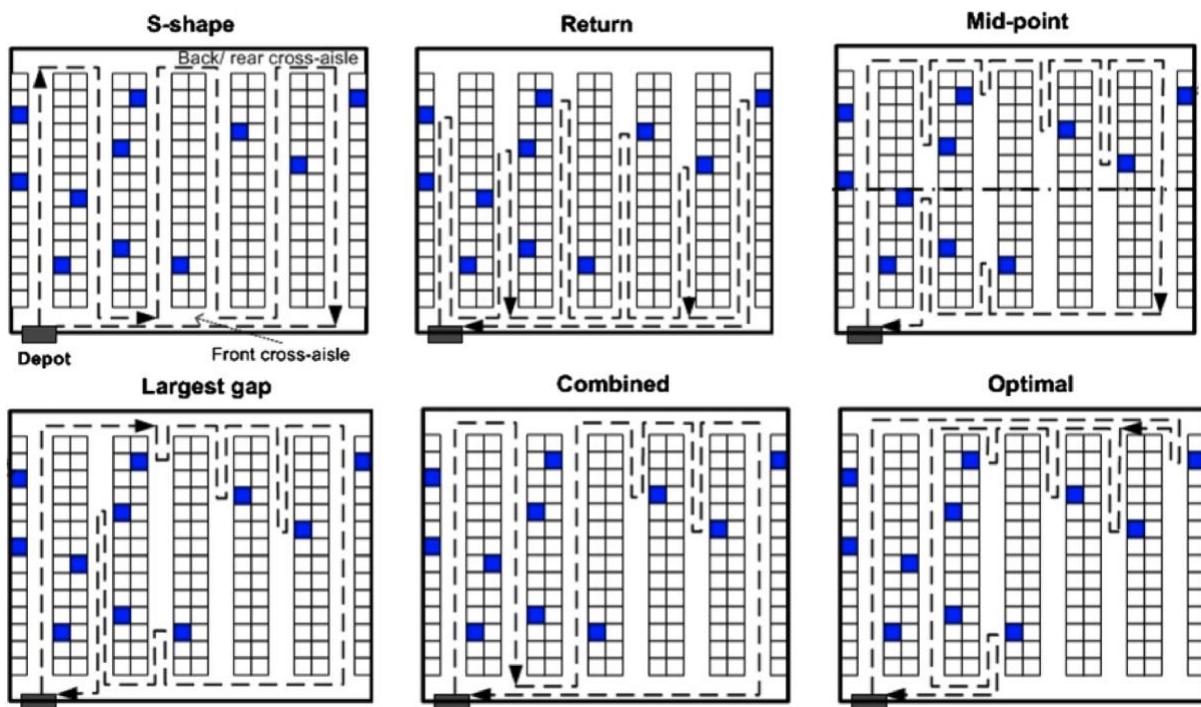 S-shape
Return
Mid-point
Back/ rear cross-aisle
Depot
Front cross-aisle
Largest gap
Combined
Optimal